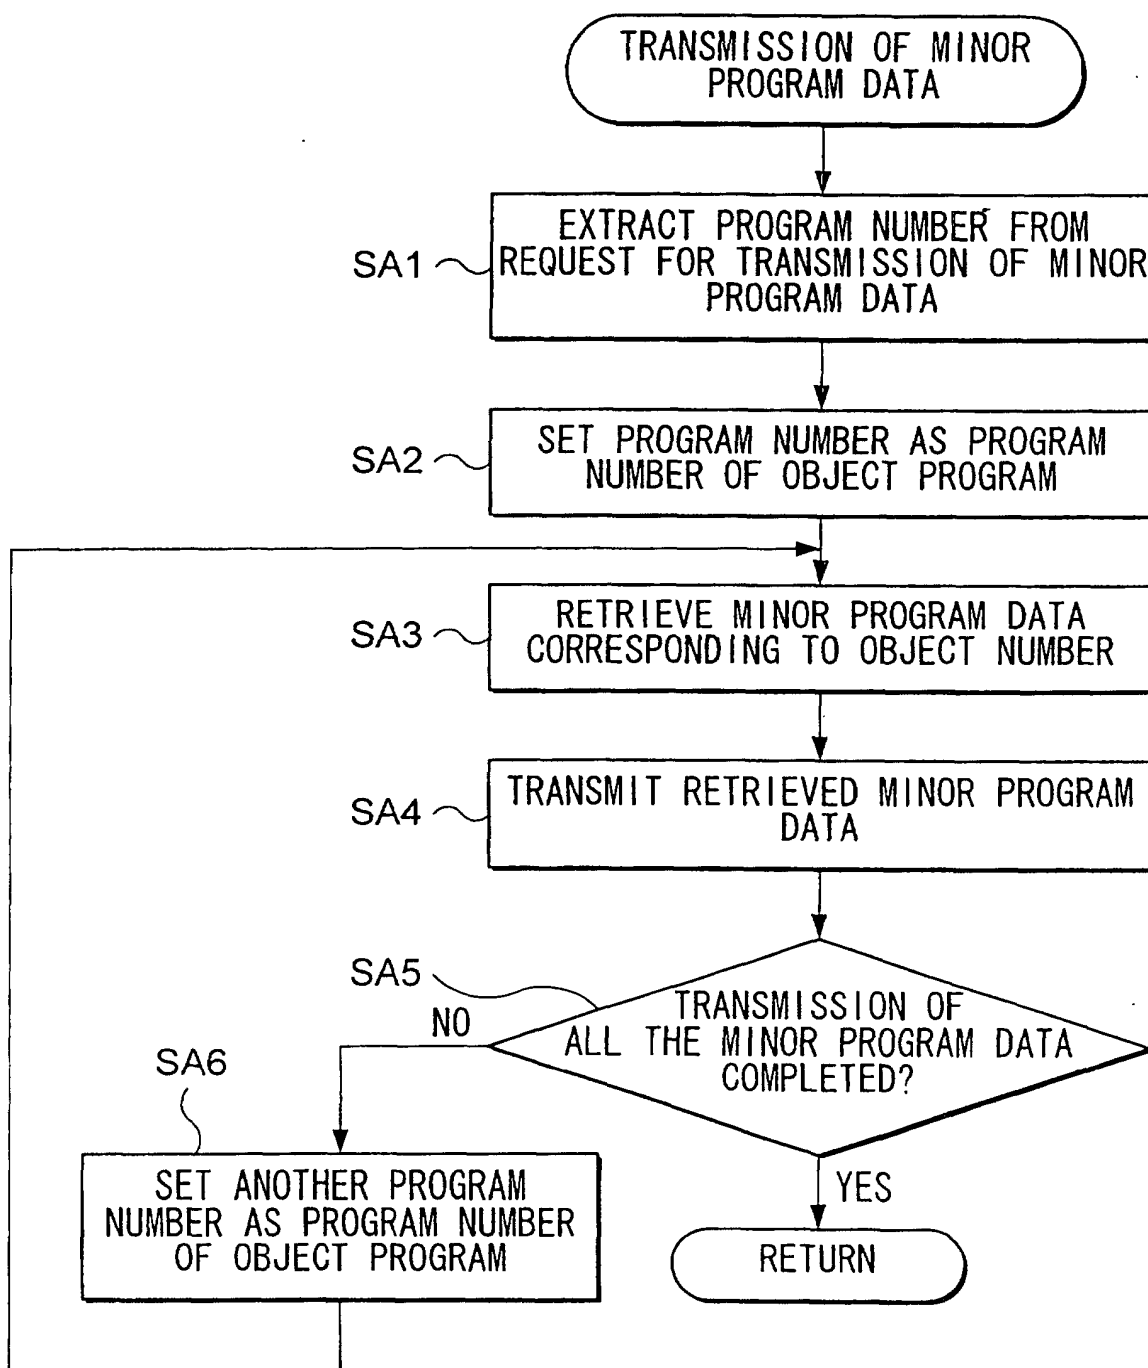 TRANSMISSION OF MINOR
PROGRAM DATA
SA1
EXTRACT PROGRAM NUMBER FROM
REQUEST FOR TRANSMISSION OF MINOR
PROGRAM DATA
SA2
SET PROGRAM NUMBER AS PROGRAM
NUMBER OF OBJECT PROGRAM
SA3
RETRIEVE MINOR PROGRAM DATA
CORRESPONDING TO OBJECT NUMBER
SA4
TRANSMIT RETRIEVED MINOR PROGRAM
DATA
SA5
TRANSMISSION OF
ALL THE MINOR PROGRAM DATA
COMPLETED?
NO
YES
SA6
SET ANOTHER PROGRAM
NUMBER AS PROGRAM NUMBER
OF OBJECT PROGRAM
RETURN